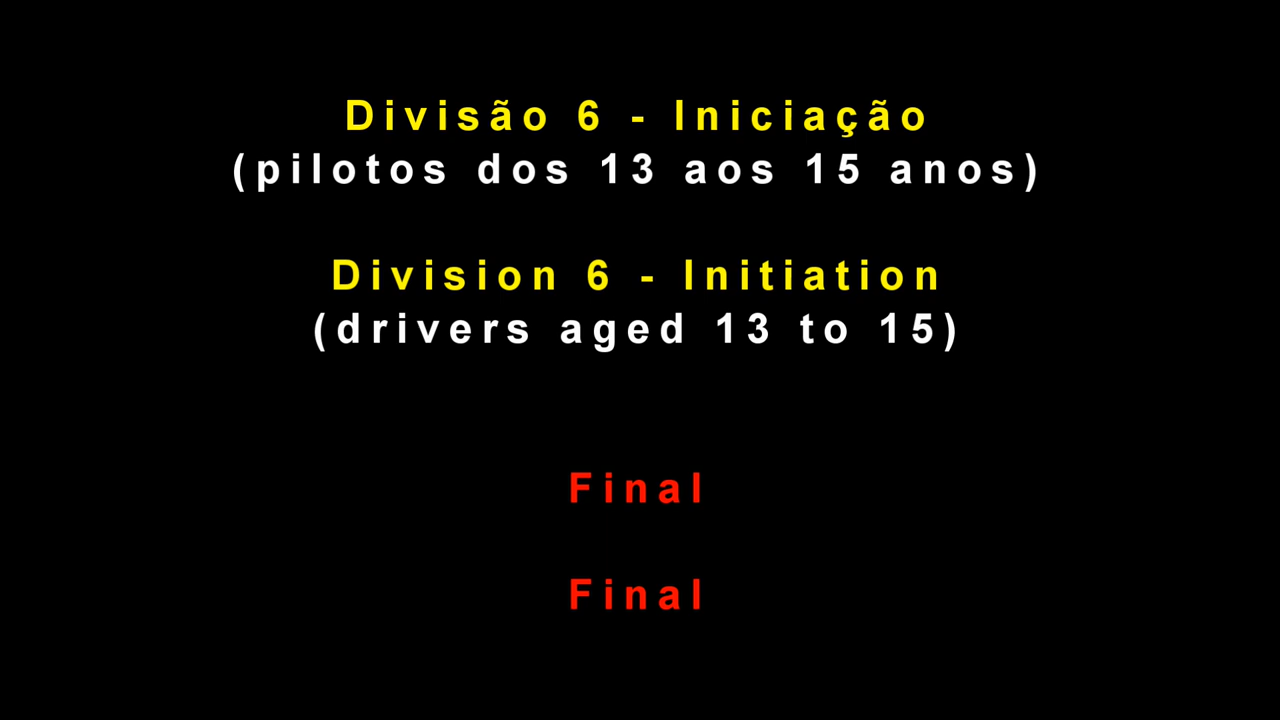 Divisão 6 - Iniciação
(pilotos dos 13 aos 15 anos)
Division 6 - Initiation
(drivers aged 13 to 15)
Final
Final